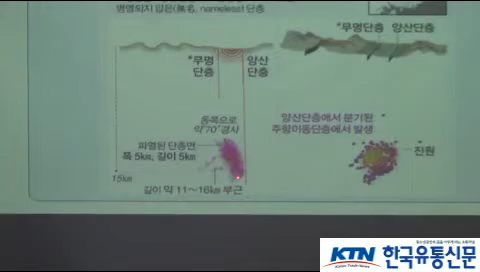 명명되지 않은(無名, nameless) 단층
*무명단층 양산단층
*무명
단층
양산
단층
동쪽으로
약 70° 경사
파열된 단층면
폭 5km, 길이 5km
15km
깊이 약 11~16km 부근
양산단층에서 분기된
주향이동단층에서 발생
진원
KTN 한국유통신문